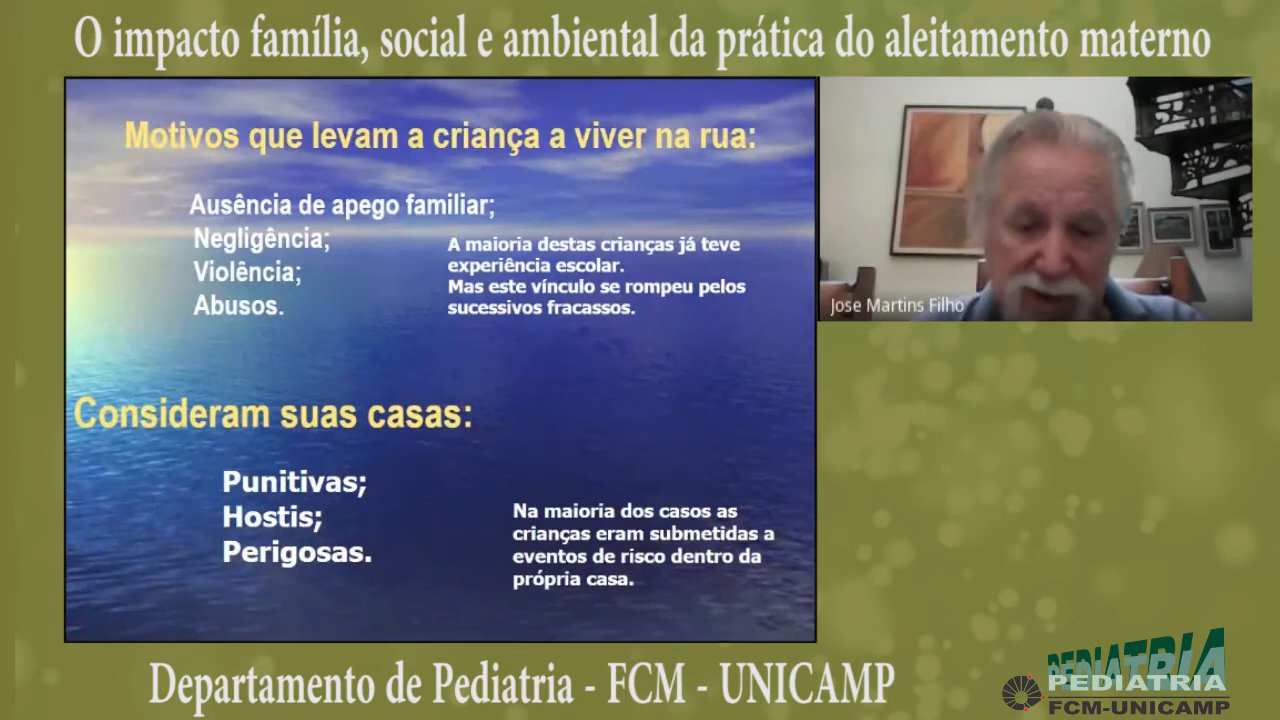 O impacto família, social e ambiental da prática do aleitamento materno
Motivos que levam a criança a viver na rua:
Ausência de apego familiar;
Negligência;
Violência;
Abusos.
A maioria destas crianças já teve
experiência escolar.
Mas este vínculo se rompeu pelos
sucessivos fracassos.
Consideram suas casas:
Punitivas;
Hostis;
Perigosas.
Na maioria dos casos as
crianças eram submetidas a
eventos de risco dentro da
própria casa.
Jose Martins Filho
Departamento de Pediatria - FCM - UNICAMP
PEDIATRIA
PEDIATRIA
FCM-UNICAMP